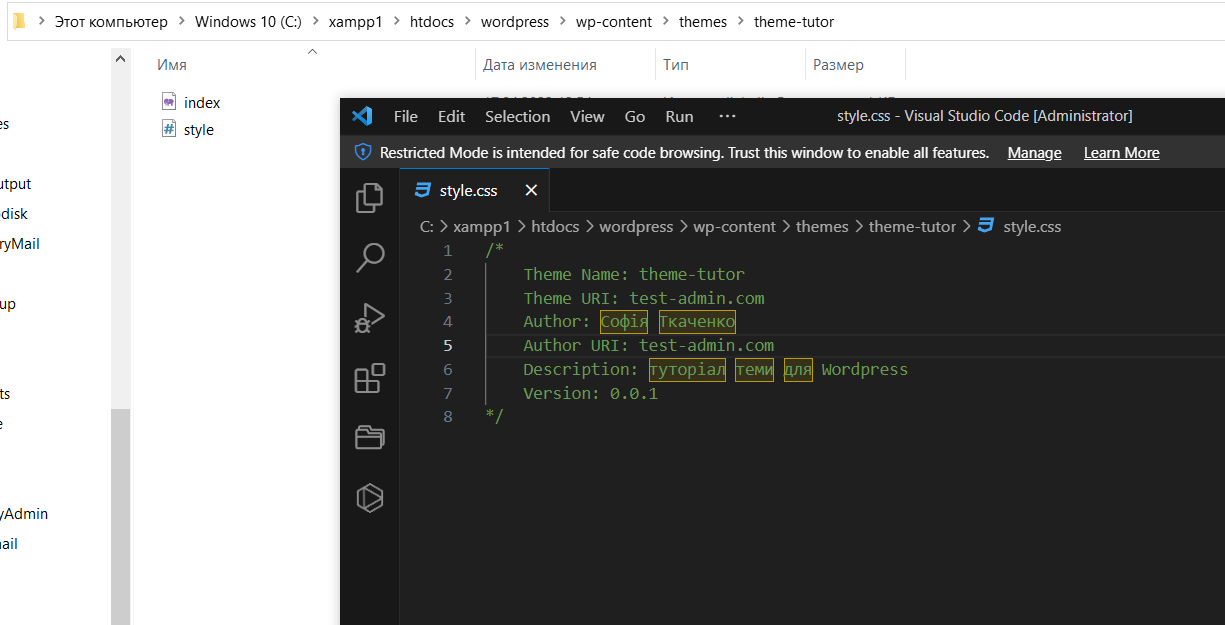 Этот компьютер > Windows 10 (C:) > xampp1 > htdocs > wordpress > wp-content > themes > theme-tutor
Имя Дата изменения Тип Размер
index
style
utput
disk
ryMail
up
ts
yAdmin
ail
File Edit Selection View Go Run ··· style.css - Visual Studio Code [Administrator]
Restricted Mode is intended for safe code browsing. Trust this window to enable all features. Manage Learn More
style.css
C: > xampp1 > htdocs > wordpress > wp-content > themes > theme-tutor > style.css
1 /*
2 Theme Name: theme-tutor
3 Theme URI: test-admin.com
4 Author: Софія Ткаченко
5 Author URI: test-admin.com
6 Description: туторіал теми для Wordpress
7 Version: 0.0.1
8 */